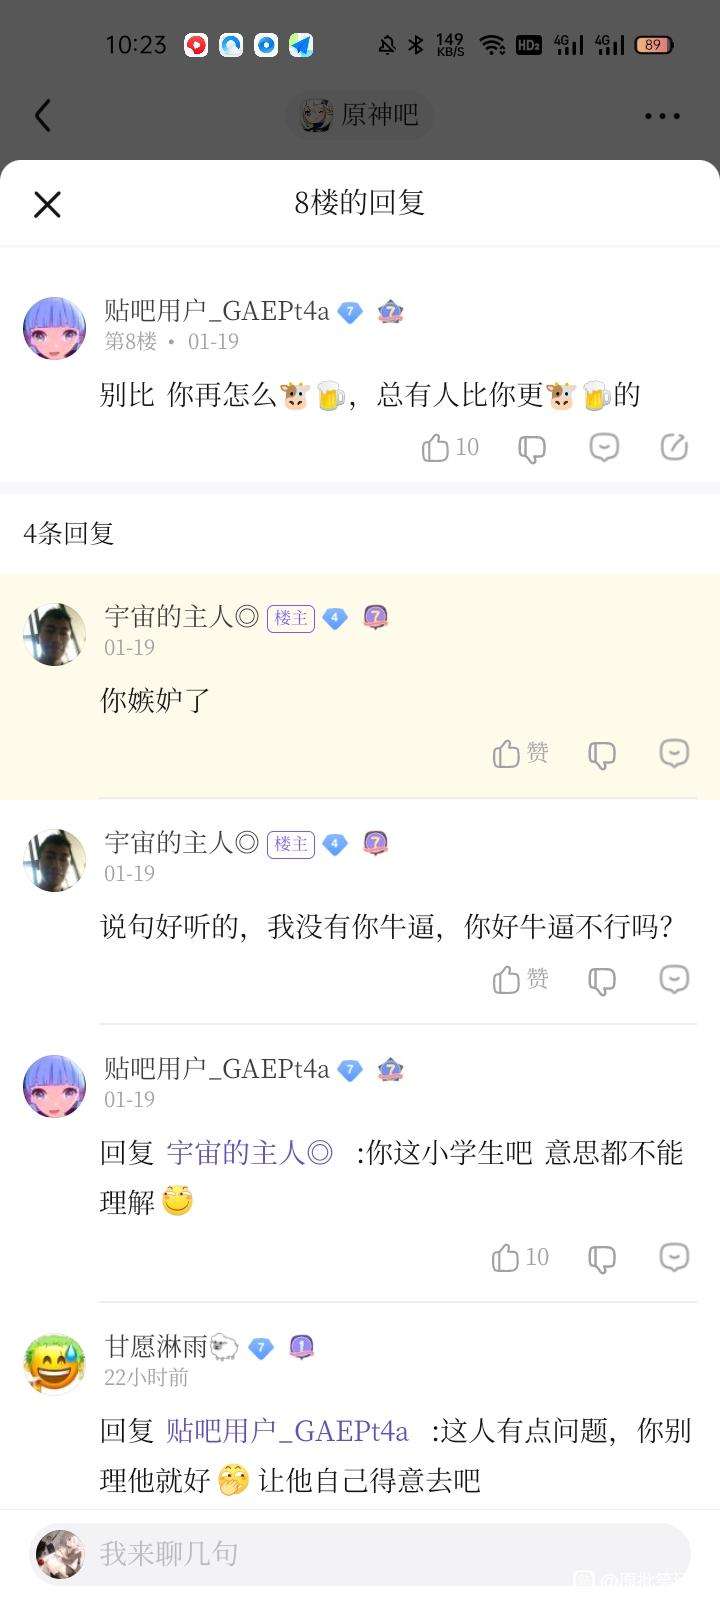 10:23 149 KB/S HD2 4G 4G 89
原神吧
8楼的回复
贴吧用户_GAEPt4a 7 7
第8楼 • 01-19
别比 你再怎么🐮🍺，总有人比你更🐮🍺的
10
4条回复
宇宙的主人◎ 楼主 4 7
01-19
你嫉妒了
赞
宇宙的主人◎ 楼主 4 7
01-19
说句好听的，我没有你牛逼，你好牛逼不行吗？
赞
贴吧用户_GAEPt4a 7 7
01-19
回复 宇宙的主人◎ :你这小学生吧 意思都不能
理解
10
甘愿淋雨🐑 7 1
22小时前
回复 贴吧用户_GAEPt4a :这人有点问题，你别
理他就好 让他自己得意去吧
我来聊几句